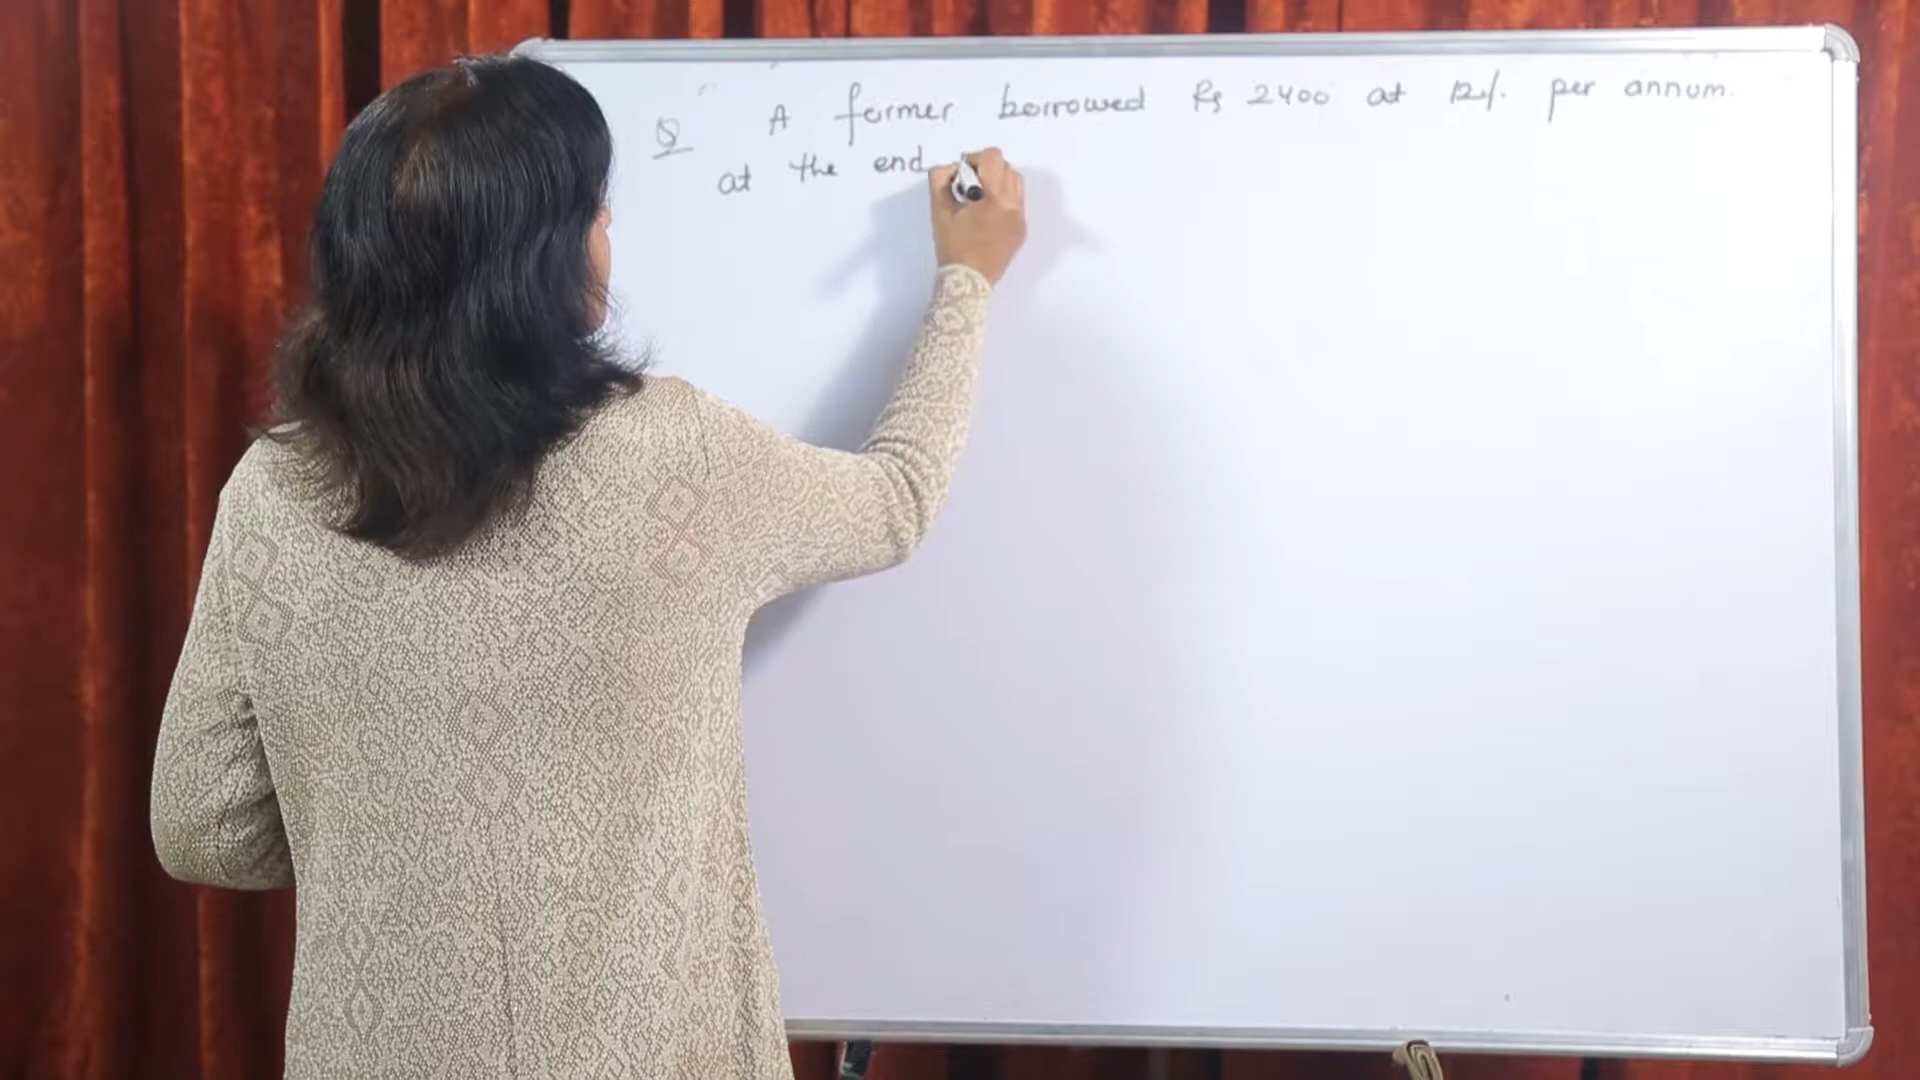 Q A farmer borrowed Rs 2400 at 12% per annum.
at the end